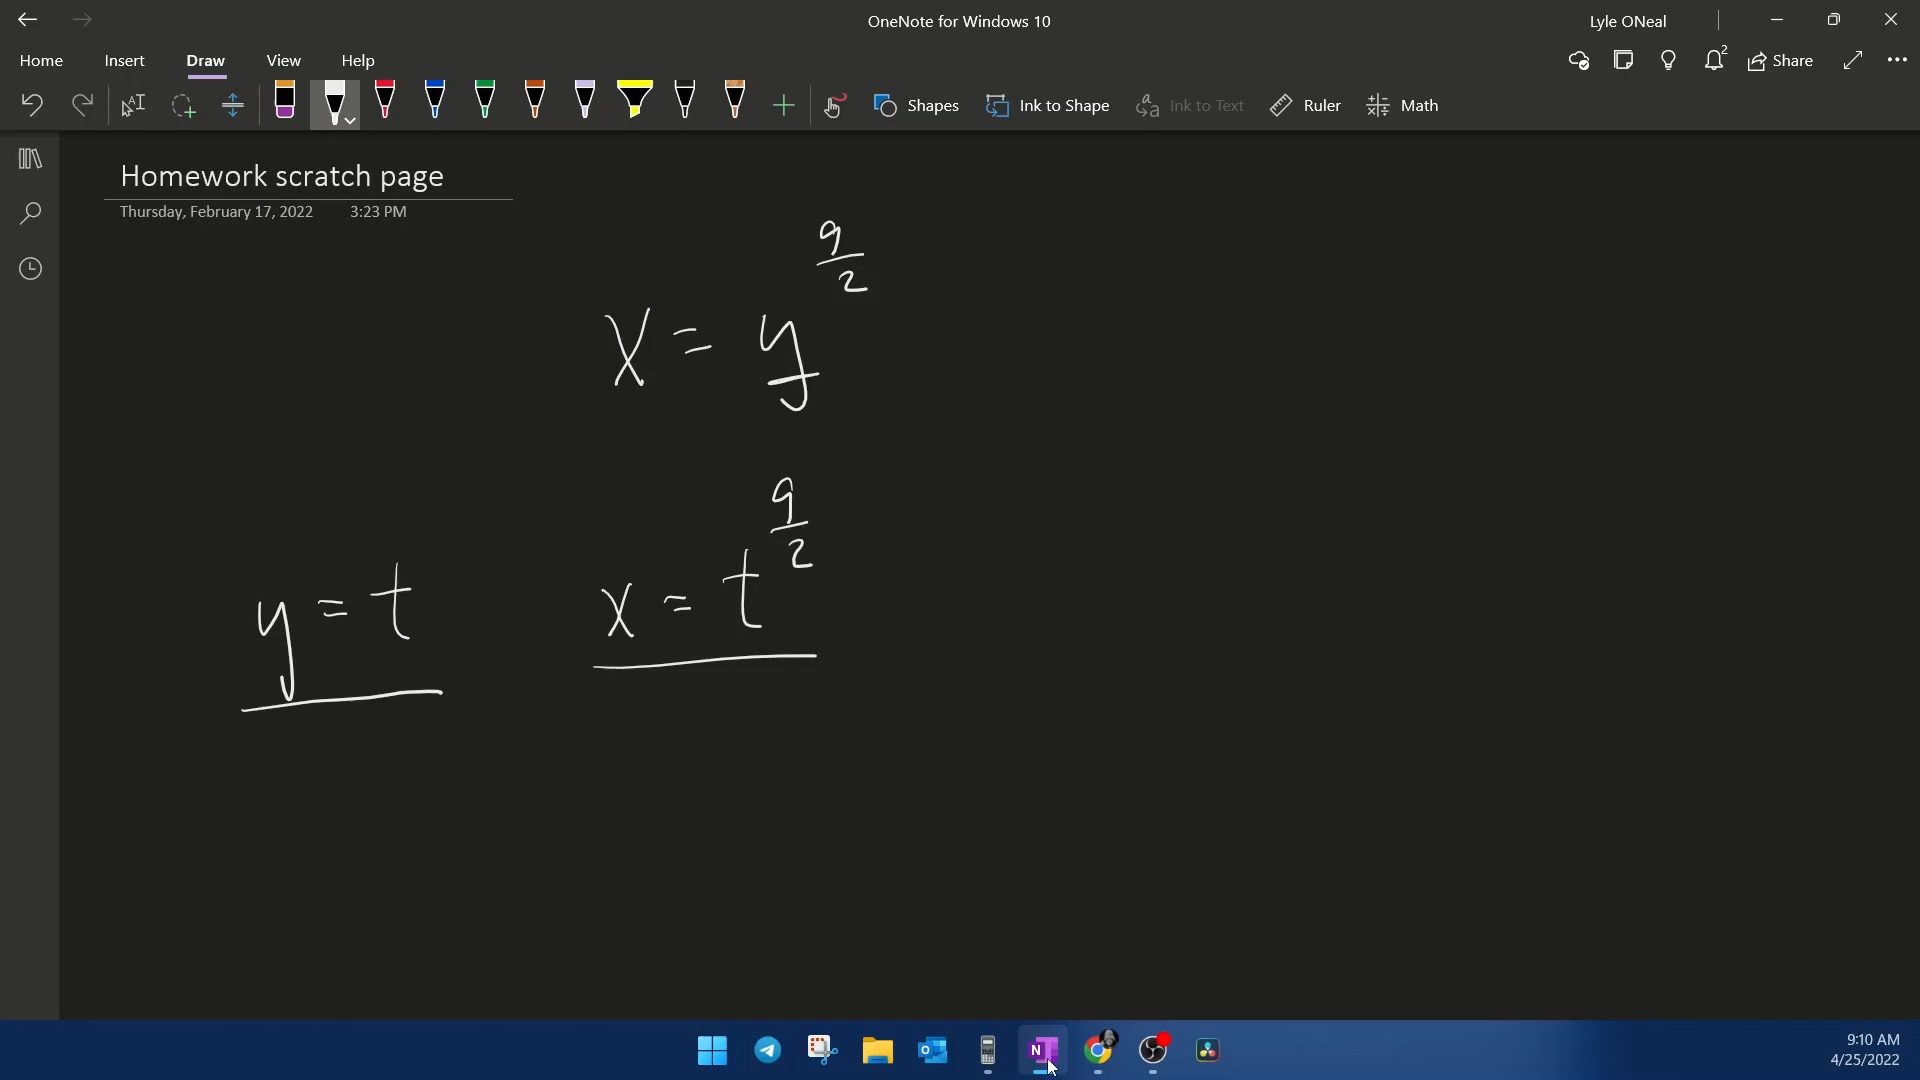 OneNote for Windows 10
Lyle ONeal
Home Insert Draw View Help
2 Share
Shapes Ink to Shape Ink to Text Ruler Math
Homework scratch page
Thursday, February 17, 2022 3:23 PM
x = y^(9/2)
y = t x = t^(9/2)
9:10 AM
4/25/2022